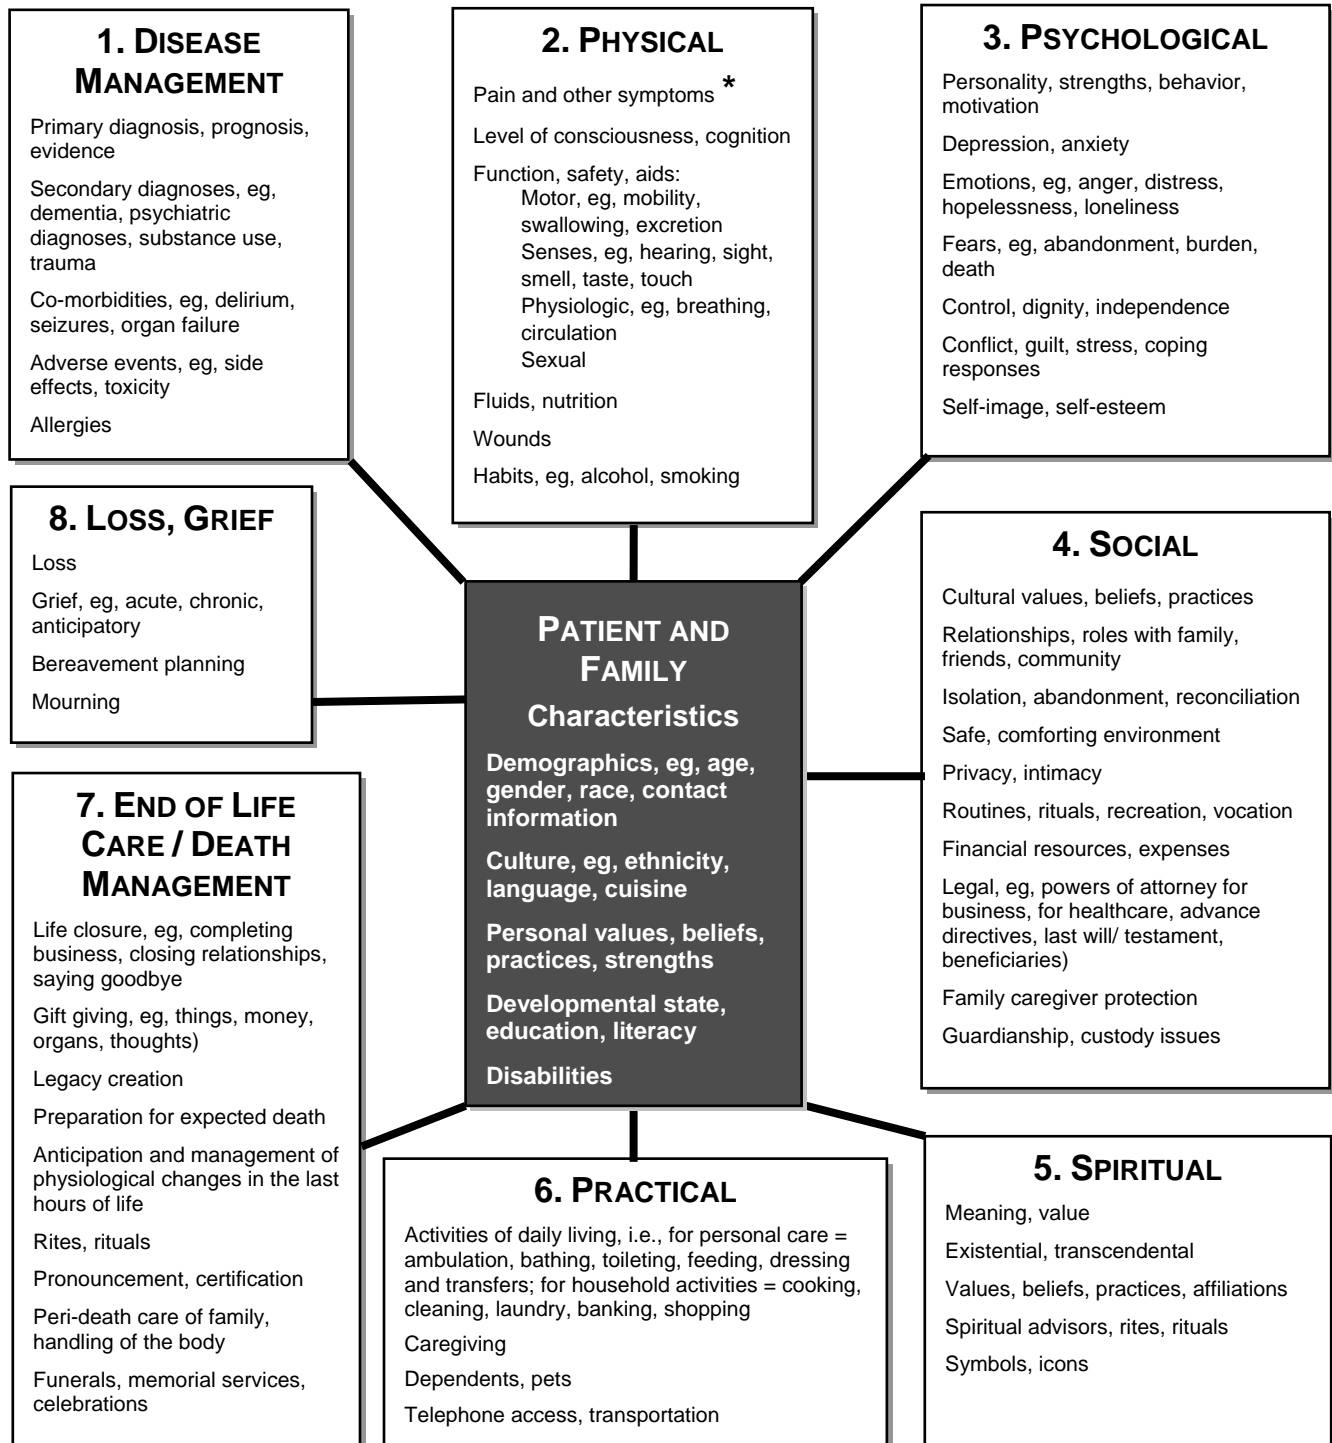 1. DISEASE
MANAGEMENT
Primary diagnosis, prognosis,
evidence
Secondary diagnoses, eg,
dementia, psychiatric
diagnoses, substance use,
trauma
Co-morbidities, eg, delirium,
seizures, organ failure
Adverse events, eg, side
effects, toxicity
Allergies
2. PHYSICAL
Pain and other symptoms *
Level of consciousness, cognition
Function, safety, aids:
Motor, eg, mobility,
swallowing, excretion
Senses, eg, hearing, sight,
smell, taste, touch
Physiologic, eg, breathing,
circulation
Sexual
Fluids, nutrition
Wounds
Habits, eg, alcohol, smoking
3. PSYCHOLOGICAL
Personality, strengths, behavior,
motivation
Depression, anxiety
Emotions, eg, anger, distress,
hopelessness, loneliness
Fears, eg, abandonment, burden,
death
Control, dignity, independence
Conflict, guilt, stress, coping
responses
Self-image, self-esteem
8. LOSS, GRIEF
Loss
Grief, eg, acute, chronic,
anticipatory
Bereavement planning
Mourning
PATIENT AND
FAMILY
Characteristics
Demographics, eg, age,
gender, race, contact
information
Culture, eg, ethnicity,
language, cuisine
Personal values, beliefs,
practices, strengths
Developmental state,
education, literacy
Disabilities
4. SOCIAL
Cultural values, beliefs, practices
Relationships, roles with family,
friends, community
Isolation, abandonment, reconciliation
Safe, comforting environment
Privacy, intimacy
Routines, rituals, recreation, vocation
Financial resources, expenses
Legal, eg, powers of attorney for
business, for healthcare, advance
directives, last will/ testament,
beneficiaries)
Family caregiver protection
Guardianship, custody issues
7. END OF LIFE
CARE / DEATH
MANAGEMENT
Life closure, eg, completing
business, closing relationships,
saying goodbye
Gift giving, eg, things, money,
organs, thoughts)
Legacy creation
Preparation for expected death
Anticipation and management of
physiological changes in the last
hours of life
Rites, rituals
Pronouncement, certification
Peri-death care of family,
handling of the body
Funerals, memorial services,
celebrations
6. PRACTICAL
Activities of daily living, i.e., for personal care =
ambulation, bathing, toileting, feeding, dressing
and transfers; for household activities = cooking,
cleaning, laundry, banking, shopping
Caregiving
Dependents, pets
Telephone access, transportation
5. SPIRITUAL
Meaning, value
Existential, transcendental
Values, beliefs, practices, affiliations
Spiritual advisors, rites, rituals
Symbols, icons